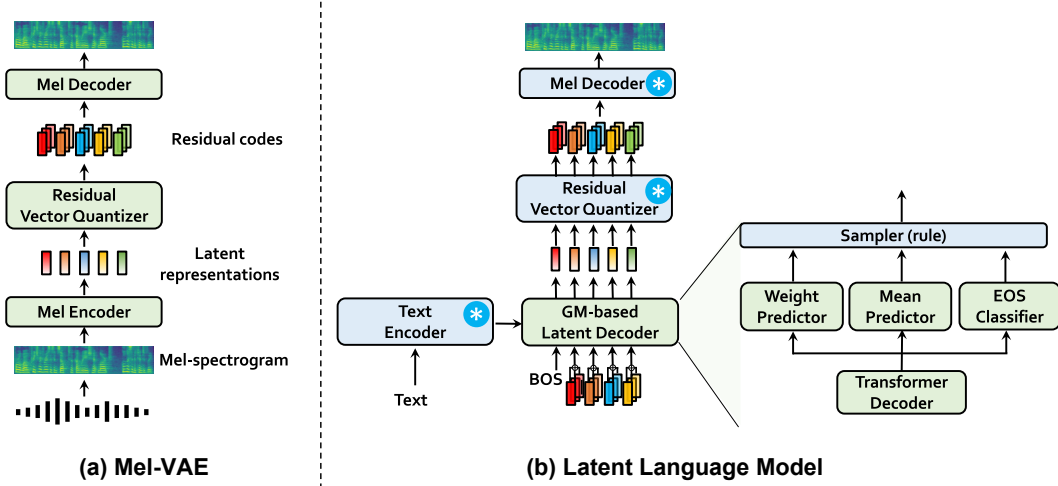 Mel Decoder
Residual codes
Residual
Vector Quantizer
Latent
representations
Mel Encoder
Mel-spectrogram
(a) Mel-VAE
Mel Decoder
Residual
Vector Quantizer
Text
Encoder
GM-based
Latent Decoder
BOS
Text
Sampler (rule)
Weight
Predictor
Mean
Predictor
EOS
Classifier
Transformer
Decoder
(b) Latent Language Model